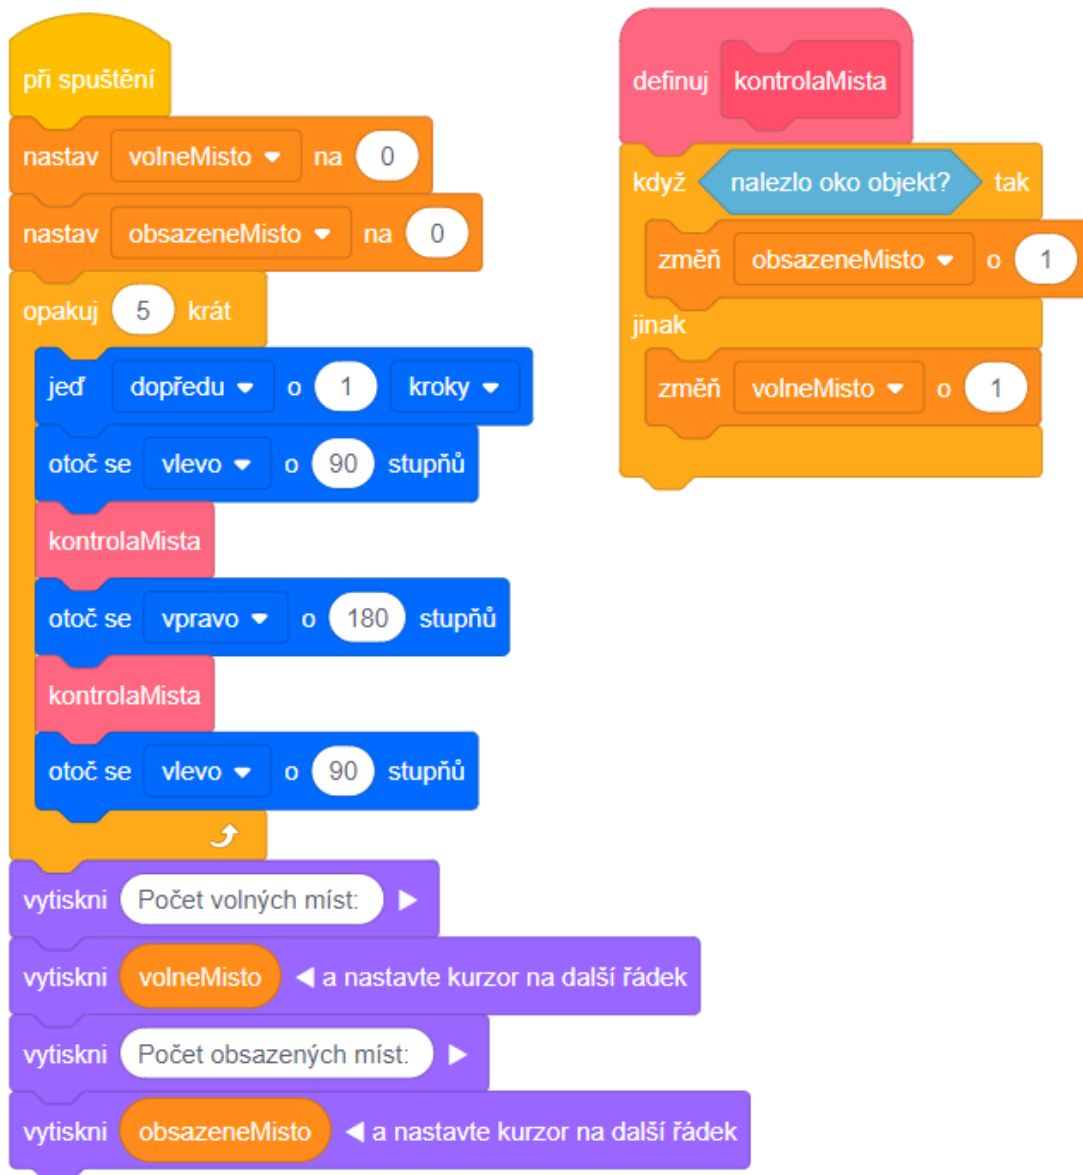 při spuštění
nastav volneMisto na 0
nastav obsazeneMisto na 0
opakuj 5 krát
jeď dopředu o 1 kroky
otoč se vlevo o 90 stupňů
kontrolaMista
otoč se vpravo o 180 stupňů
kontrolaMista
otoč se vlevo o 90 stupňů
vytiskni Počet volných míst:
vytiskni volneMisto a nastavte kurzor na další řádek
vytiskni Počet obsazených míst:
vytiskni obsazeneMisto a nastavte kurzor na další řádek
definuj kontrolaMista
když nalezlo oko objekt? tak
změň obsazeneMisto o 1
jinak
změň volneMisto o 1